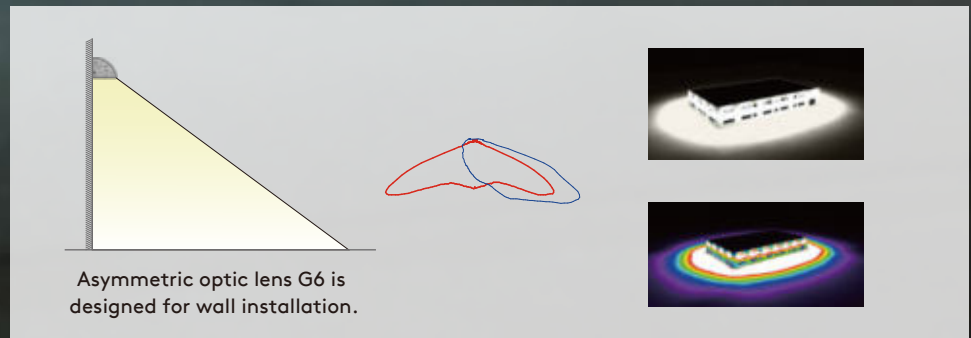 Asymmetric optic lens G6 is
designed for wall installation.